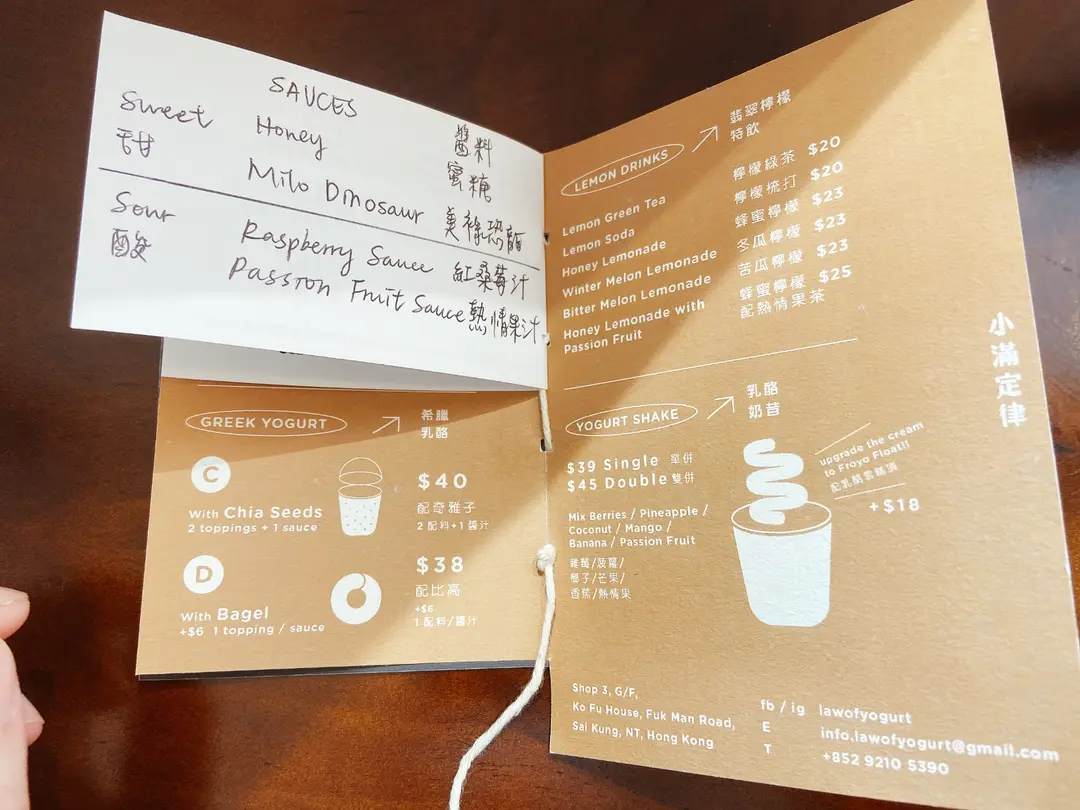 SAUCES 醬料
Sweet Honey 蜜糖
甜 Milo Dinosaur 美祿恐龍
Sour Raspberry Sauce 紅桑莓汁
酸 Passion Fruit Sauce 熱情果汁
GREEK YOGURT 希臘
乳酪
C
With Chia Seeds
2 toppings + 1 sauce
$40
配奇雅子
2 配料+1 醬汁
D
With Bagel
+$6 1 topping / sauce
$38
配比高
+$6
1 配料/醬汁
LEMON DRINKS 翡翠檸檬
特飲
Lemon Green Tea 檸檬綠茶 $20
Lemon Soda 檸檬梳打 $20
Honey Lemonade 蜂蜜檸檬 $23
Winter Melon Lemonade 冬瓜檸檬 $23
Bitter Melon Lemonade 苦瓜檸檬 $23
Honey Lemonade with 蜂蜜檸檬 $25
Passion Fruit 配熱情果茶
YOGURT SHAKE 乳酪
奶昔
$39 Single 單併
$45 Double 雙併
Mix Berries / Pineapple /
Coconut / Mango /
Banana / Passion Fruit
雜莓/菠蘿/
椰子/芒果/
香蕉/熱情果
upgrade the cream
to Froyo Float!!
+$18
小滿定律
Shop 3, G/F,
Ko Fu House, Fuk Man Road,
Sai Kung, NT, Hong Kong
fb / ig lawofyogurt
E info.lawofyogurt@gmail.com
T +852 9210 5390